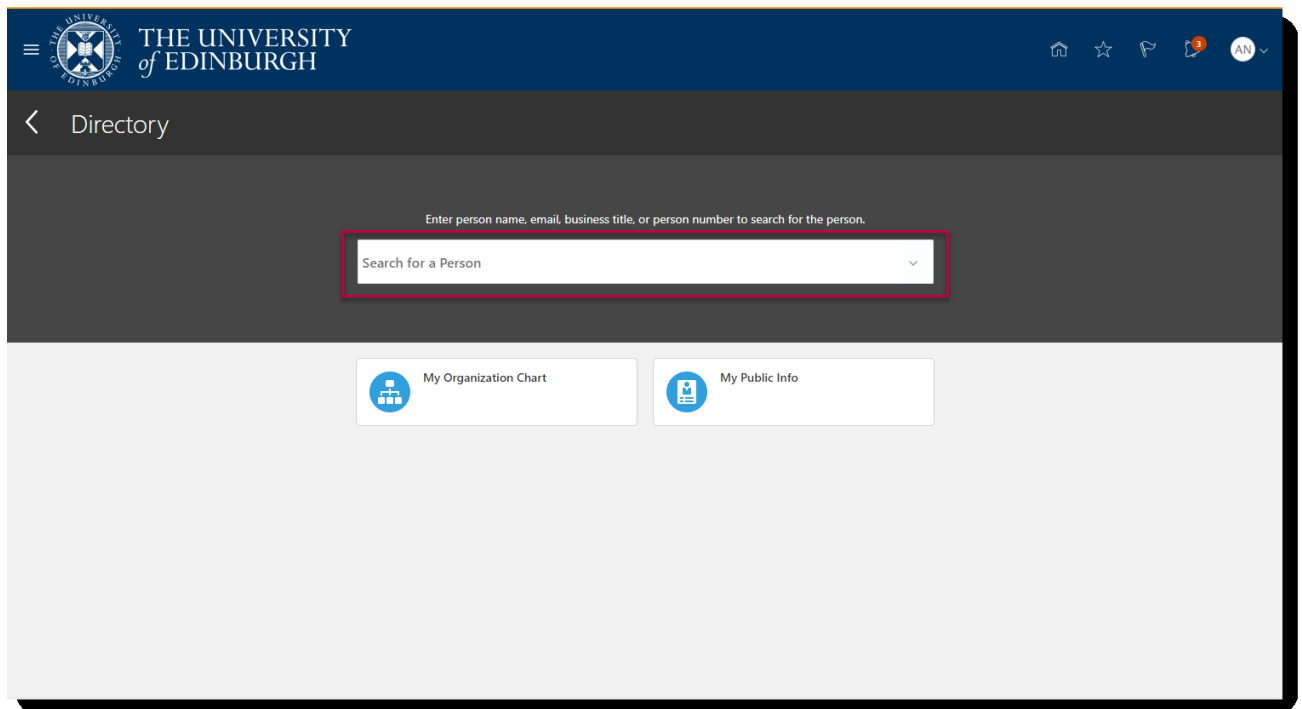 THE UNIVERSITY
of EDINBURGH
3
AN
Directory
Enter person name, email, business title, or person number to search for the person.
Search for a Person
My Organization Chart
My Public Info